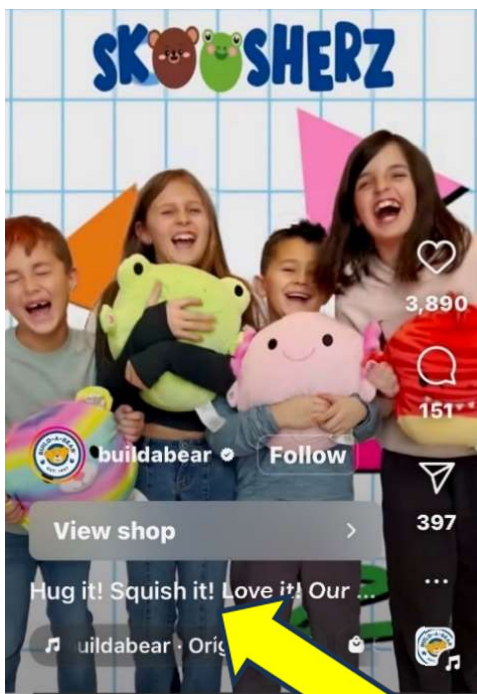 SKOOSHERZ
3,890
151
buildabear
Follow
397
View shop
Hug it! Squish it! Love it! Our ...
...
uildabear · Orig